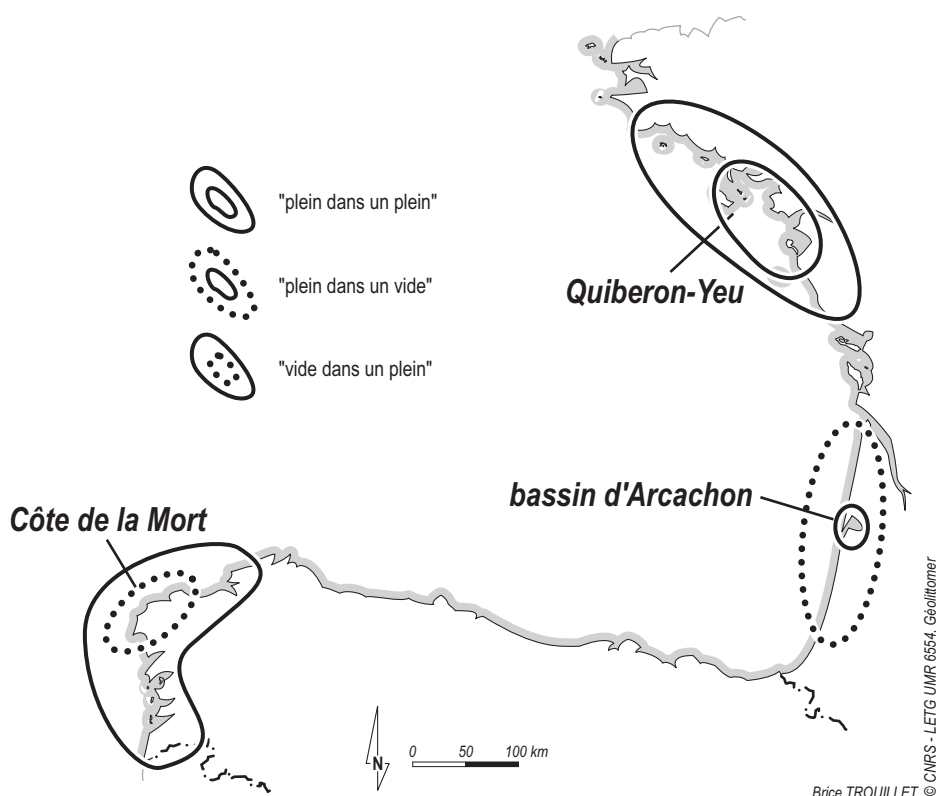 "plein dans un plein"
"plein dans un vide"
Quiberon-Yeu
"vide dans un plein"
bassin d'Arcachon
Côte de la Mort
N
0 50 100 km
Brice TROUILLET © CNRS - LETG UMR 6554, Géolittomer